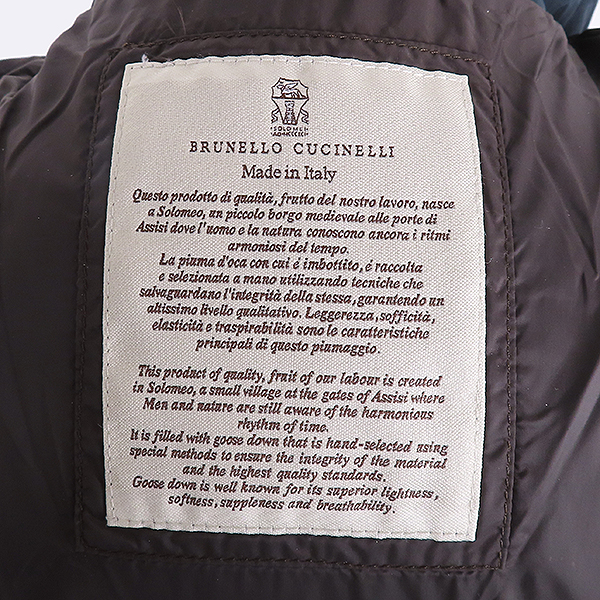 SOLOMEI
BRUNELLO CUCINELLI
Made in Italy
Questo prodotto di qualità, frutto del nostro lavoro, nasce
a Solomeo, un piccolo borgo medievale alle porte di
Assisi dove l'uomo e la natura conoscono ancora i ritmi
armoniosi del tempo.
La piuma d'oca con cui é imbottito, é raccolta
e selezionata a mano utilizzando tecniche che
salvaguardano l'integrità della stessa, garantendo un
altissimo livello qualitativo. Leggerezza, sofficità,
elasticità e traspirabilità sono le caratteristiche
principali di questo piumaggio.
This product of quality, fruit of our labour is created
in Solomeo, a small village at the gates of Assisi where
Men and nature are still aware of the harmonious
rhythm of time.
It is filled with goose down that is hand-selected using
special methods to ensure the integrity of the material
and the highest quality standards.
Goose down is well known for its superior lightness,
softness, suppleness and breathability.